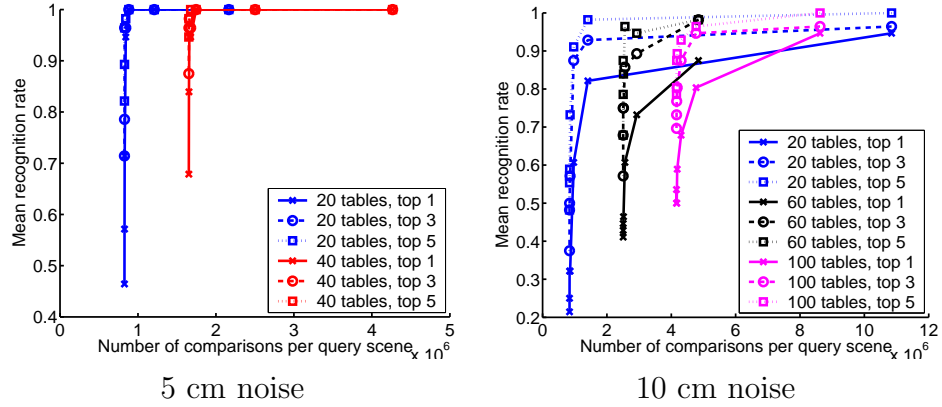 1
0.9
0.8
0.7
0.6
0.5
0.4
Mean recognition rate
0 1 2 3 4 5
Number of comparisons per query scene
x 10^6
20 tables, top 1
20 tables, top 3
20 tables, top 5
40 tables, top 1
40 tables, top 3
40 tables, top 5
5 cm noise
1
0.9
0.8
0.7
0.6
0.5
0.4
0.3
0.2
Mean recognition rate
0 2 4 6 8 10 12
Number of comparisons per query scene
x 10^6
20 tables, top 1
20 tables, top 3
20 tables, top 5
60 tables, top 1
60 tables, top 3
60 tables, top 5
100 tables, top 1
100 tables, top 3
100 tables, top 5
10 cm noise